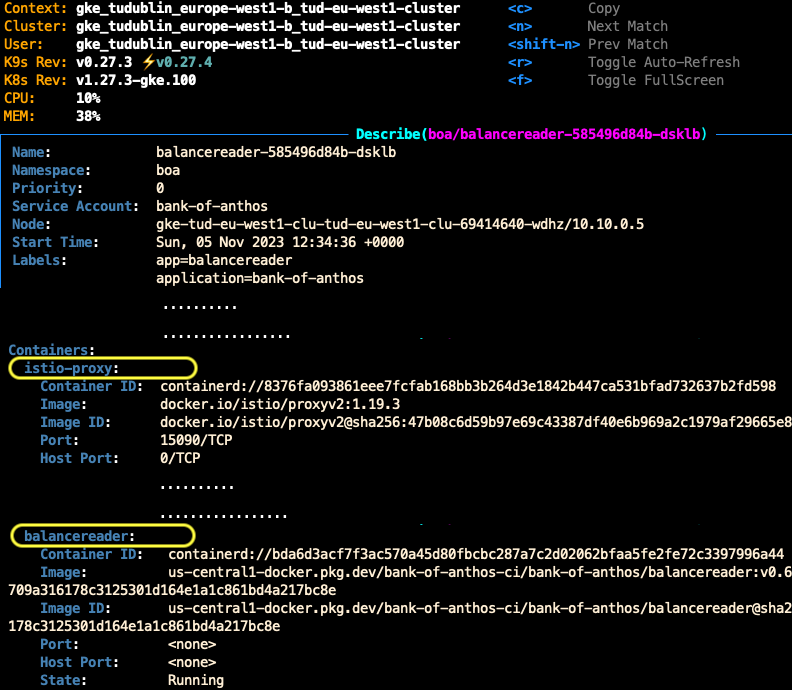 Context: gke_tudublin_europe-west1-b_tud-eu-west1-cluster <c> Copy
Cluster: gke_tudublin_europe-west1-b_tud-eu-west1-cluster <n> Next Match
User: gke_tudublin_europe-west1-b_tud-eu-west1-cluster <shift-n> Prev Match
K9s Rev: v0.27.3 ⚡v0.27.4 <r> Toggle Auto-Refresh
K8s Rev: v1.27.3-gke.100 <f> Toggle FullScreen
CPU: 10%
MEM: 38%
Describe(boa/balancereader-585496d84b-dsklb)
Name: balancereader-585496d84b-dsklb
Namespace: boa
Priority: 0
Service Account: bank-of-anthos
Node: gke-tud-eu-west1-clu-tud-eu-west1-clu-69414640-wdhz/10.10.0.5
Start Time: Sun, 05 Nov 2023 12:34:36 +0000
Labels: app=balancereader
application=bank-of-anthos
..........
.................
Containers:
istio-proxy:
Container ID: containerd://8376fa093861eee7fcfab168bb3b264d3e1842b447ca531bfad732637b2fd598
Image: docker.io/istio/proxyv2:1.19.3
Image ID: docker.io/istio/proxyv2@sha256:47b08c6d59b97e69c43387df40e6b969a2c1979af29665e8
Port: 15090/TCP
Host Port: 0/TCP
..........
.................
balancereader:
Container ID: containerd://bda6d3acf7f3ac570a45d80fbcbc287a7c2d02062bfaa5fe2fe72c3397996a44
Image: us-central1-docker.pkg.dev/bank-of-anthos-ci/bank-of-anthos/balancereader:v0.6
709a316178c3125301d164e1a1c861bd4a217bc8e
Image ID: us-central1-docker.pkg.dev/bank-of-anthos-ci/bank-of-anthos/balancereader@sha2
178c3125301d164e1a1c861bd4a217bc8e
Port: <none>
Host Port: <none>
State: Running